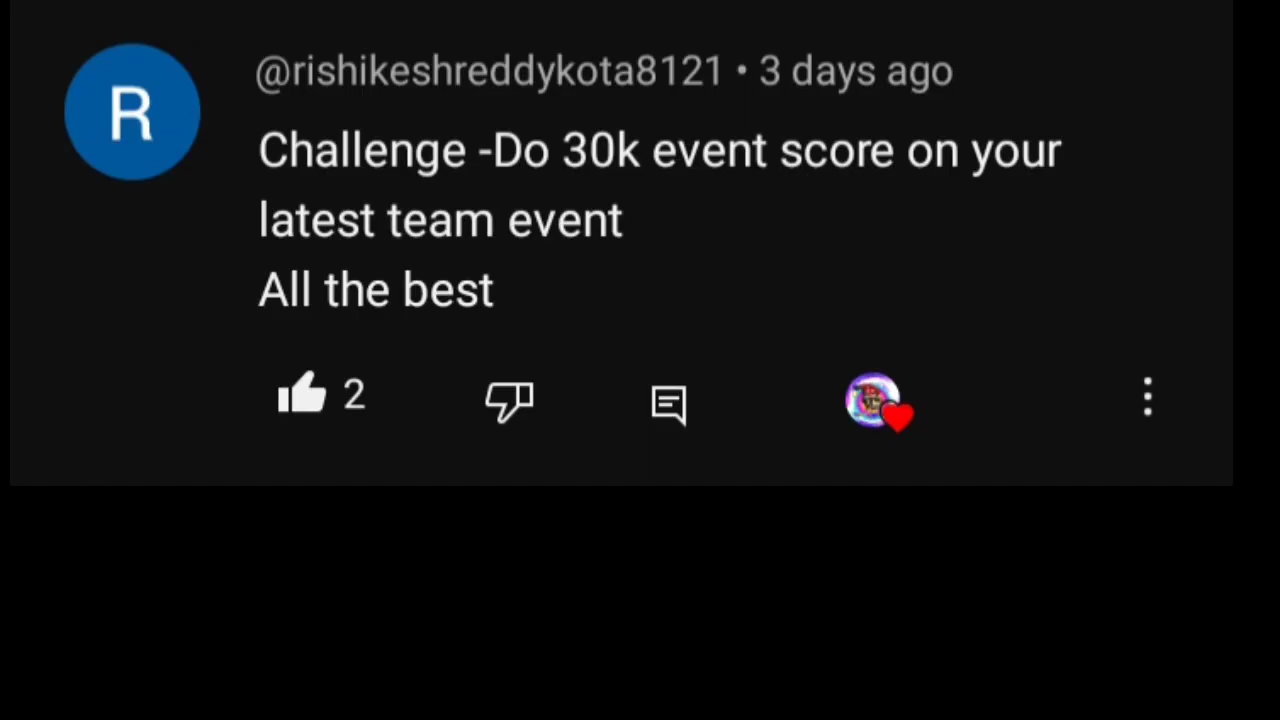 R
@rishikeshreddykota8121 • 3 days ago
Challenge -Do 30k event score on your
latest team event
All the best
2